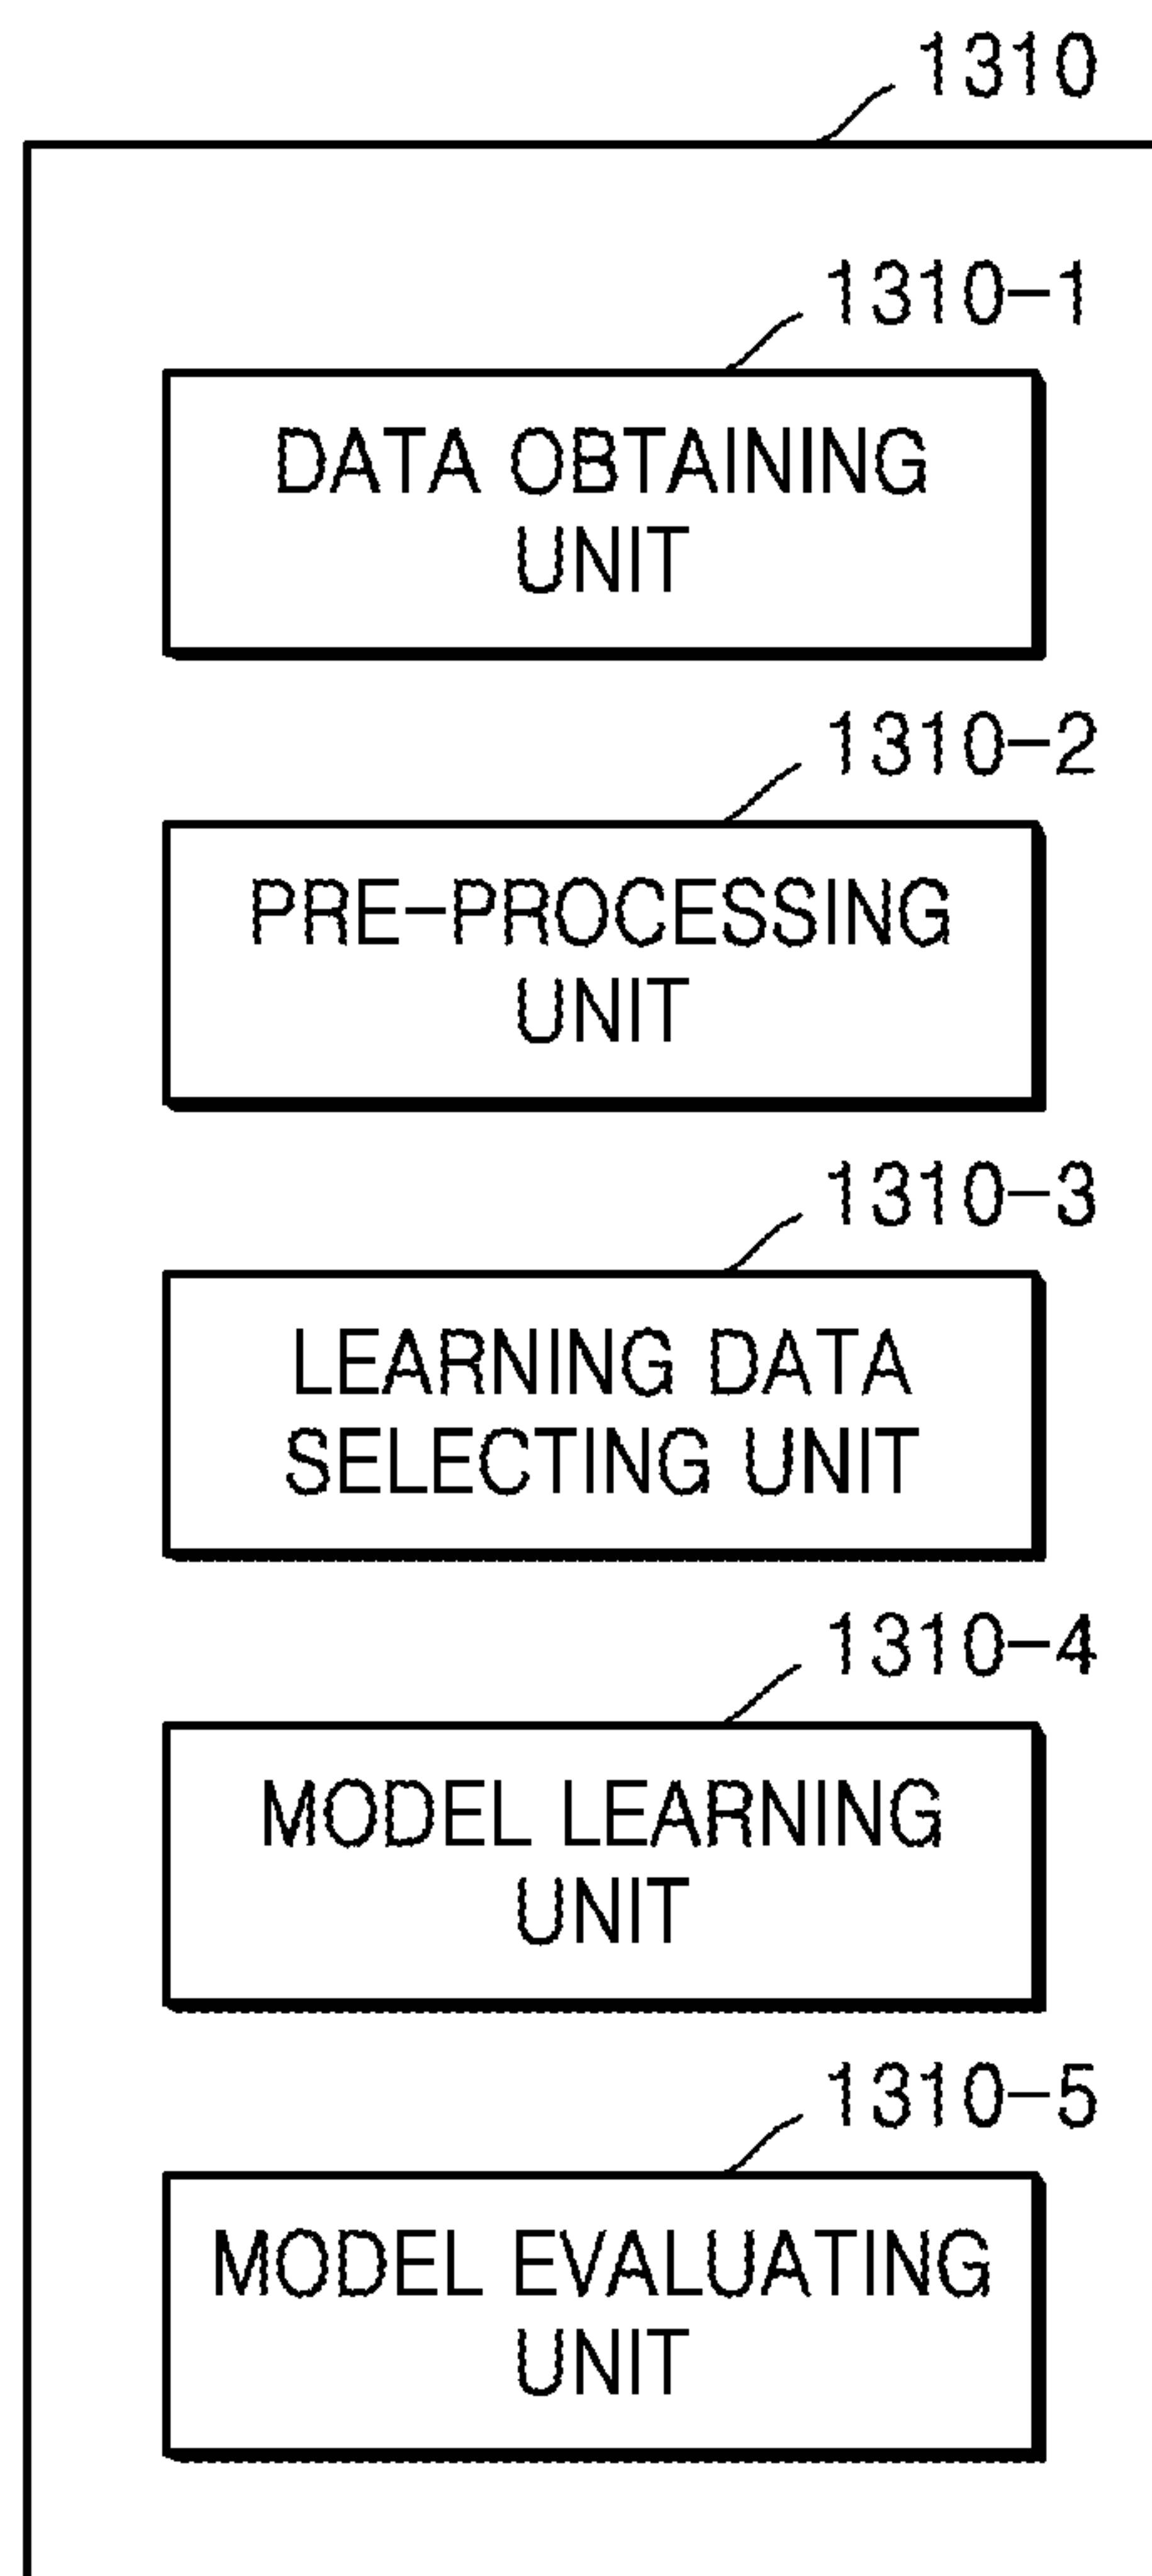 1310
1310-1
DATA OBTAINING
UNIT
1310-2
PRE-PROCESSING
UNIT
1310-3
LEARNING DATA
SELECTING UNIT
1310-4
MODEL LEARNING
UNIT
1310-5
MODEL EVALUATING
UNIT